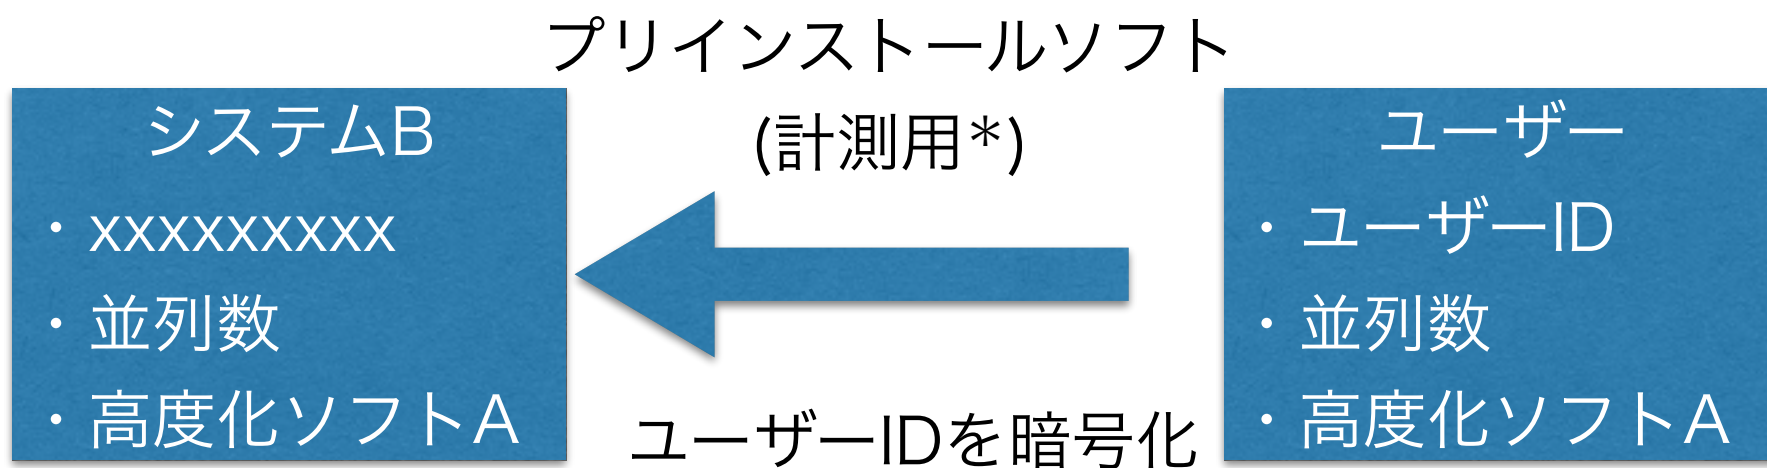 プリインストールソフト
(計測用*)
システムB
・xxxxxxxxx
・並列数
・高度化ソフトA
ユーザーIDを暗号化
ユーザー
・ユーザーID
・並列数
・高度化ソフトA